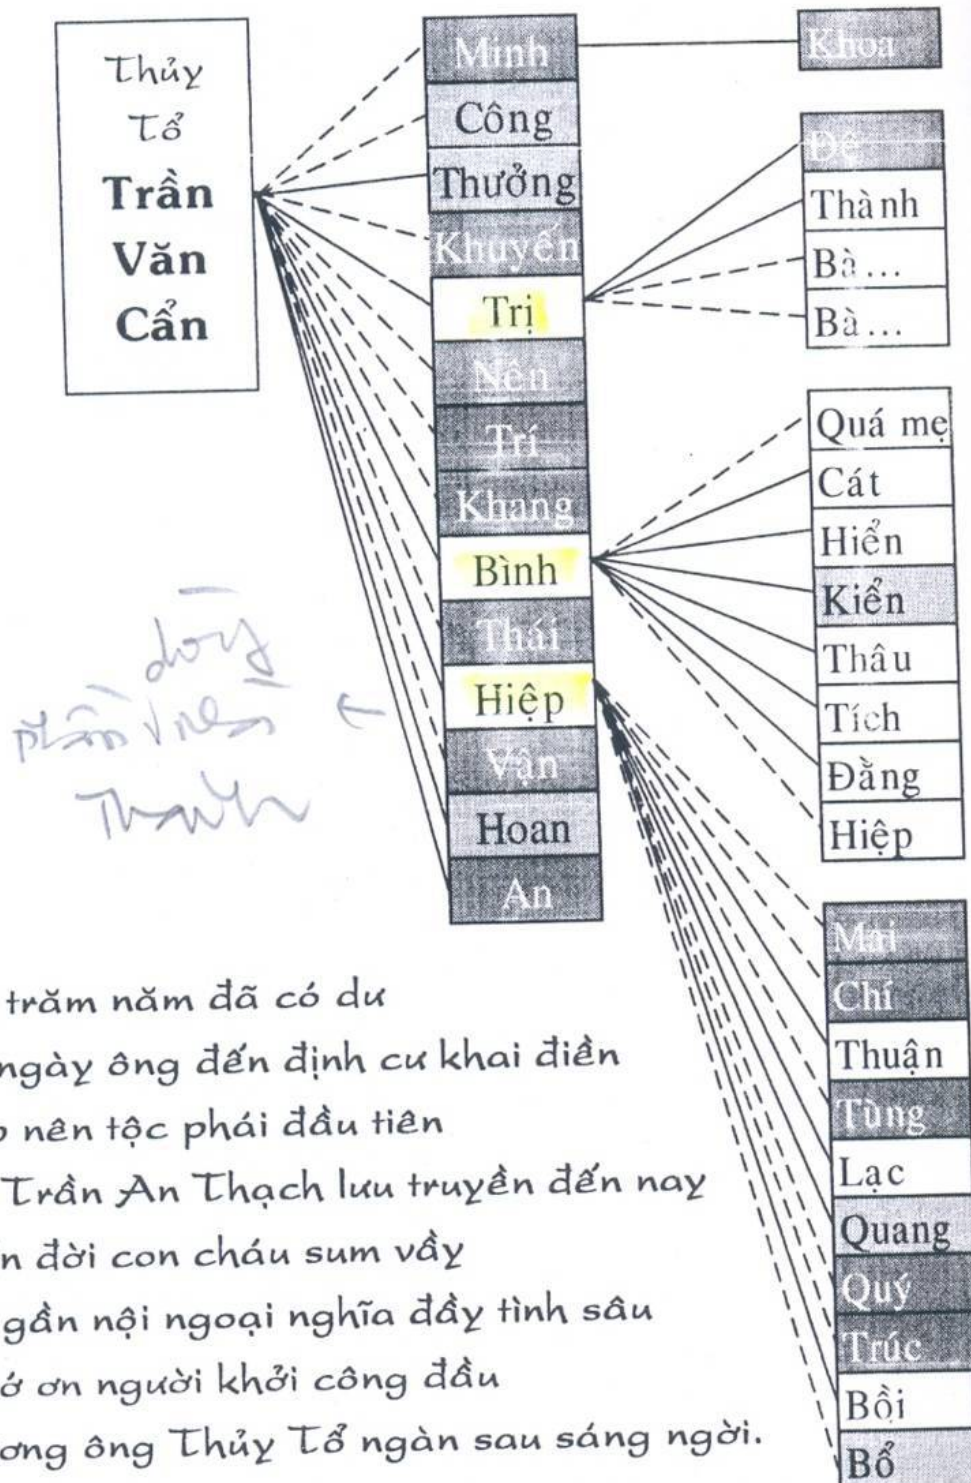 Thủy
Tổ
Trần
Văn
Cẩn
Minh
Công
Thưởng
Khuyến
Trị
Nên
Trí
Khang
Bình
Thái
Hiệp
Vận
Hoan
An
Khoa
Đệ
Thành
Bà...
Bà...
Quá mẹ
Cát
Hiển
Kiển
Thâu
Tích
Đằng
Hiệp
Mai
Chí
Thuận
Tùng
Lạc
Quang
Quý
Trúc
Bồi
Bổ
dòng
Thạnh
trăm năm đã có dư
ngày ông đến định cư khai điền
nên tộc phái đầu tiên
Trần An Thạch lưu truyền đến nay
đời con cháu sum vầy
gần nội ngoại nghĩa đầy tình sâu
ơn người khởi công đầu
ông Thủy Tổ ngàn sau sáng ngời.